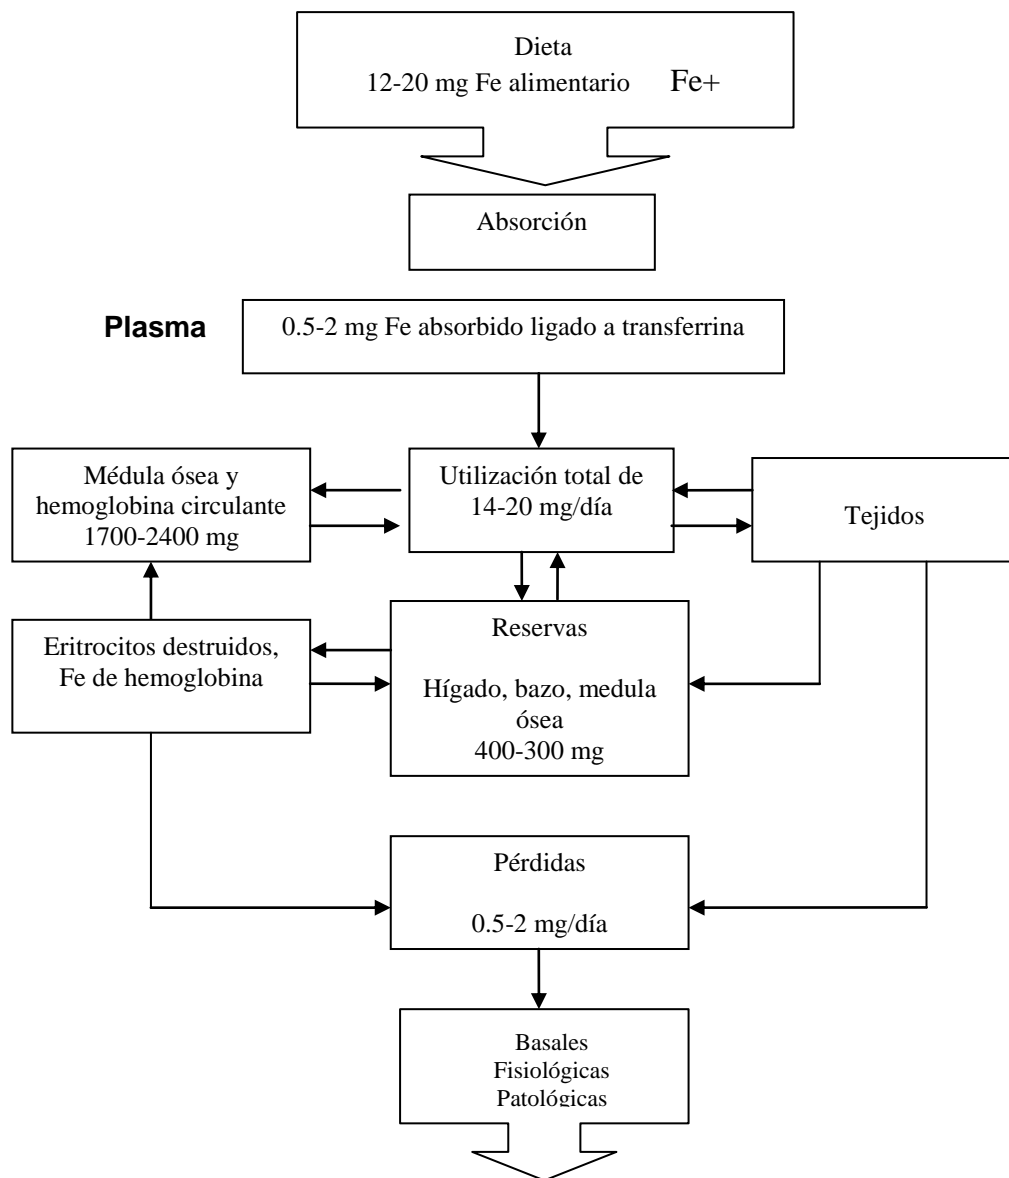 Dieta
12-20 mg Fe alimentario Fe+
Absorción
Plasma
0.5-2 mg Fe absorbido ligado a transferrina
Médula ósea y
hemoglobina circulante
1700-2400 mg
Utilización total de
14-20 mg/día
Tejidos
Eritrocitos destruidos,
Fe de hemoglobina
Reservas
Hígado, bazo, medula
ósea
400-300 mg
Pérdidas
0.5-2 mg/día
Basales
Fisiológicas
Patológicas